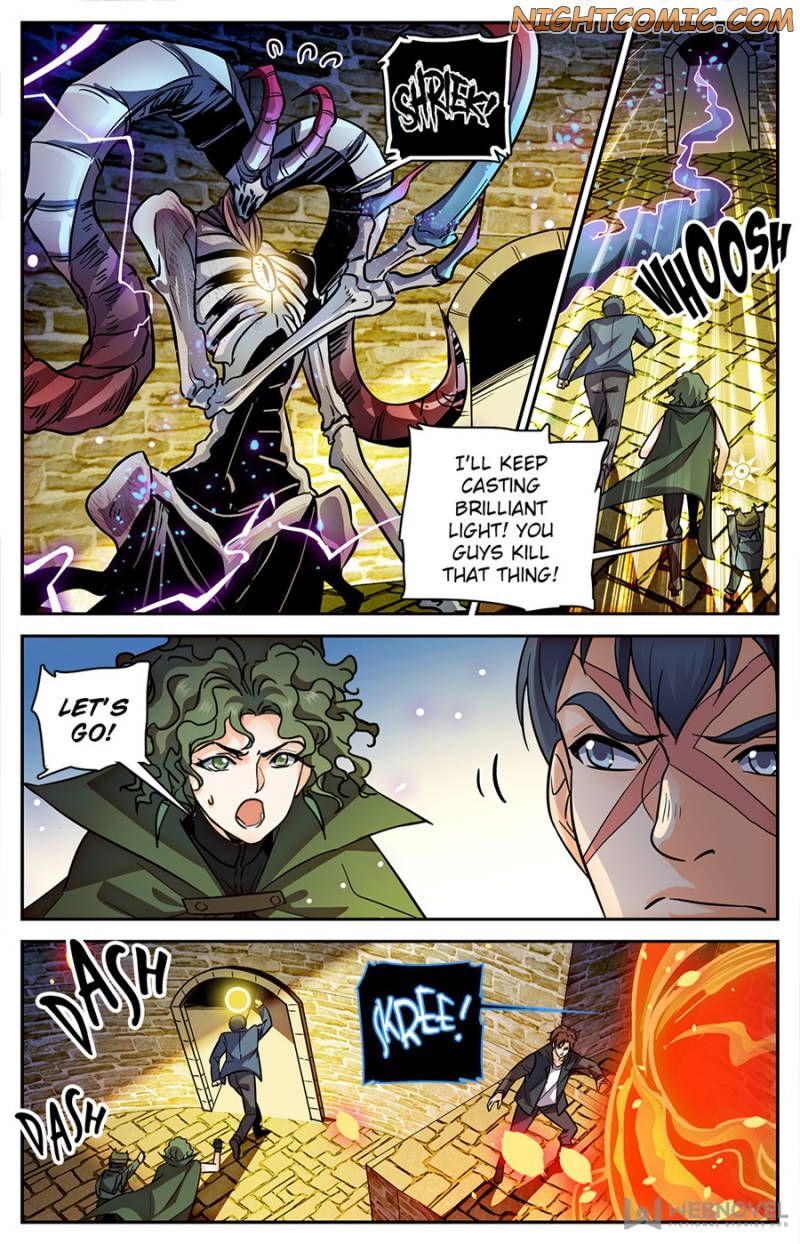 NIGHTCOMIC.COM
SHRIEK!
WHOOSH
I'LL KEEP
CASTING
BRILLIANT
LIGHT! YOU
GUYS KILL
THAT THING!
LET'S
GO!
DASH
SKREE!
DASH
WEBNOVEL